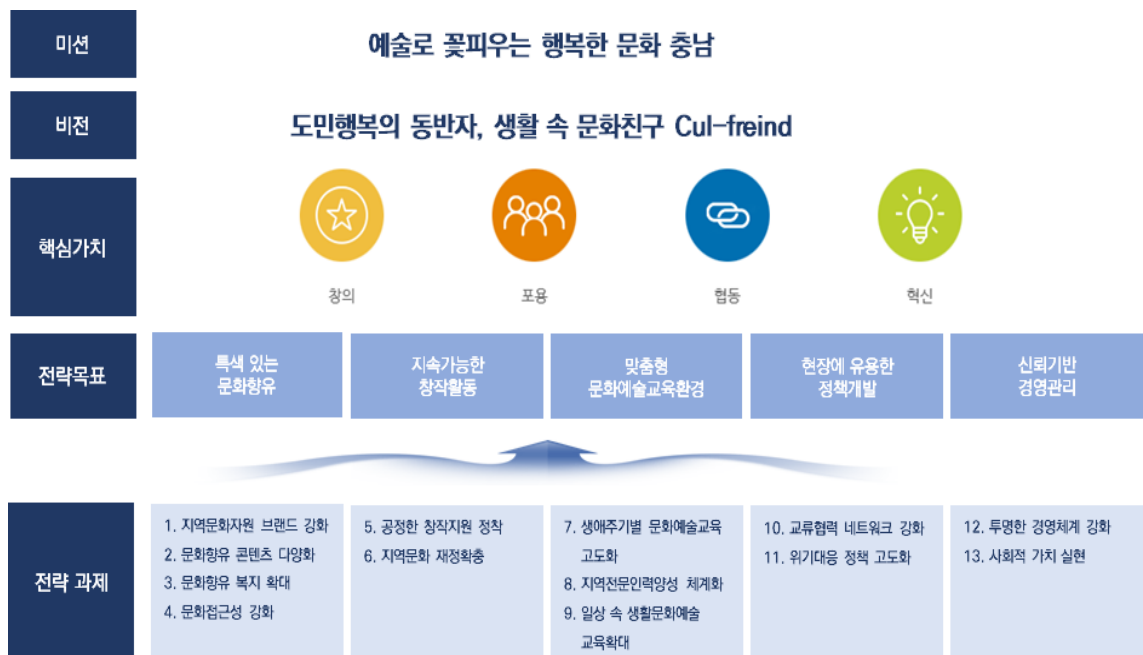 미션
예술로 꽃피우는 행복한 문화 충남
비전
도민행복의 동반자, 생활 속 문화친구 Cul-freind
핵심가치
창의
포용
협동
혁신
전략목표
특색 있는
문화향유
지속가능한
창작활동
맞춤형
문화예술교육환경
현장에 유용한
정책개발
신뢰기반
경영관리
전략 과제
1. 지역문화자원 브랜드 강화
2. 문화향유 콘텐츠 다양화
3. 문화향유 복지 확대
4. 문화접근성 강화
5. 공정한 창작지원 정착
6. 지역문화 재정확충
7. 생애주기별 문화예술교육
고도화
8. 지역전문인력양성 체계화
9. 일상 속 생활문화예술
교육확대
10. 교류협력 네트워크 강화
11. 위기대응 정책 고도화
12. 투명한 경영체계 강화
13. 사회적 가치 실현